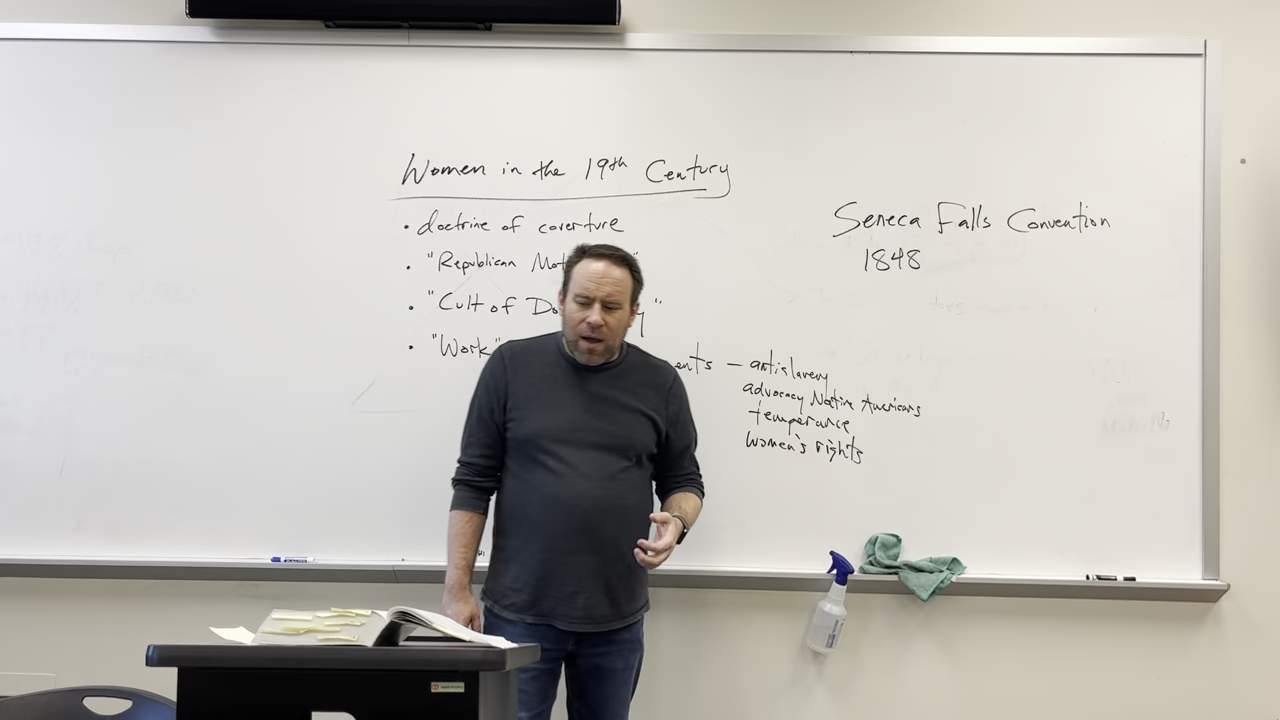 Women in the 19th Century
• doctrine of coverture
• "Republican Mot
• "Cult of Do y"
• "Work" ents — antislavery
advocacy Native Americans
temperance
women's rights
Seneca Falls Convention
1848